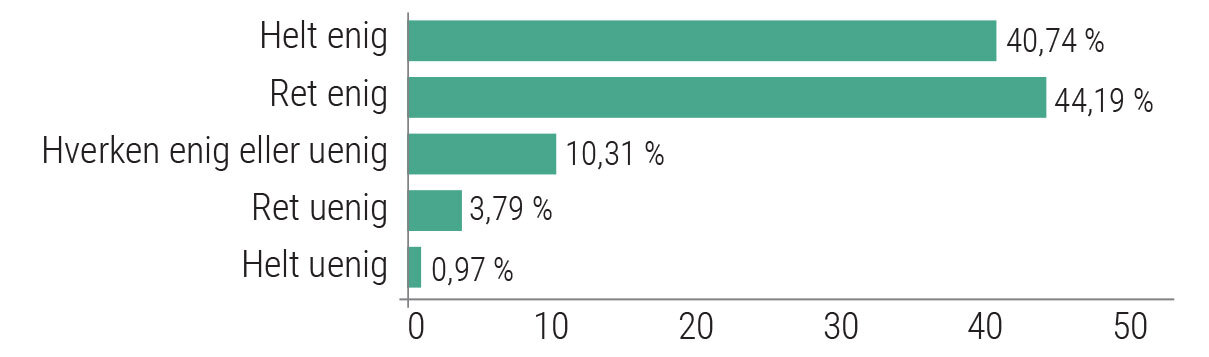 Helt enig 40,74 %
Ret enig 44,19 %
Hverken enig eller uenig 10,31 %
Ret uenig 3,79 %
Helt uenig 0,97 %
0 10 20 30 40 50